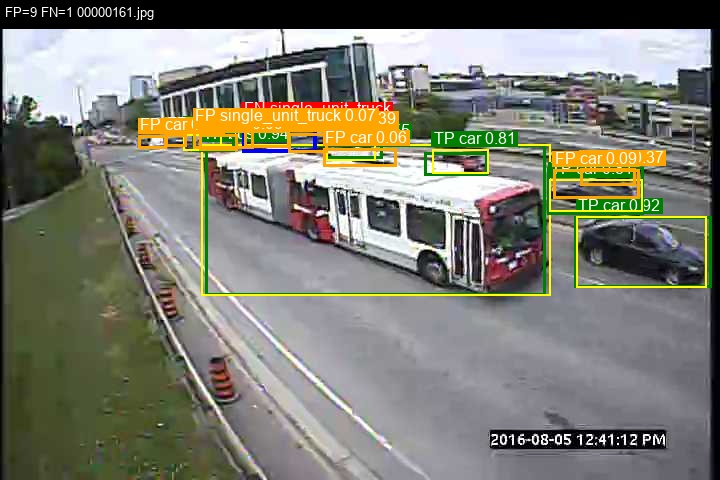 FP=9 FN=1 00000161.jpg
FN single_unit_truck
FP single_unit_truck 0.07
FP car
FP car 0.06
TP car 0.81
FP car 0.09
TP car 0.92
2016-08-05 12:41:12 PM